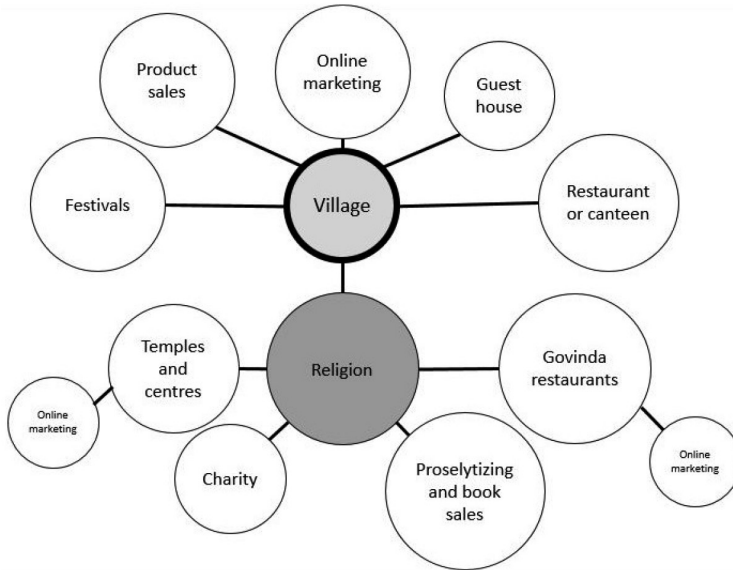 Product
sales
Online
marketing
Guest
house
Festivals
Village
Restaurant
or canteen
Temples
and
centres
Religion
Govinda
restaurants
Online
marketing
Charity
Proselytizing
and book
sales
Online
marketing